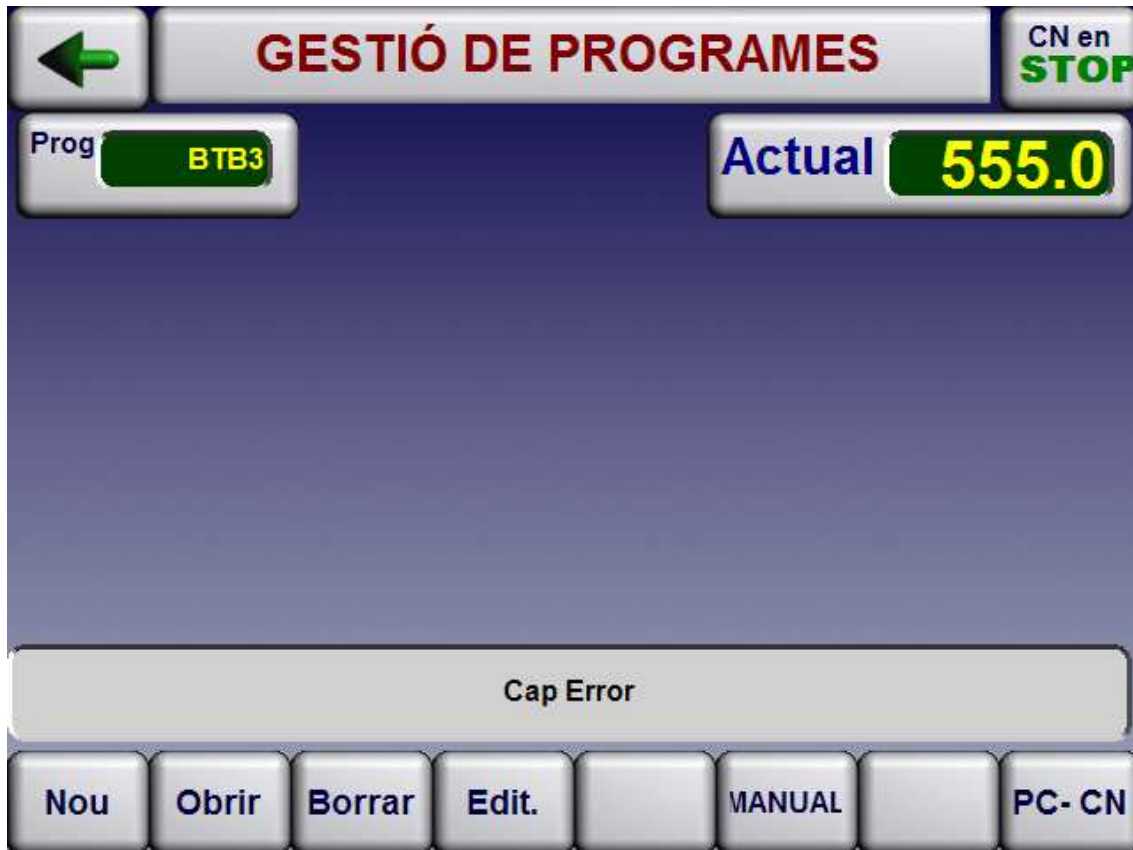 GESTIÓ DE PROGRAMES
CN en
STOP
Prog BTB3
Actual 555.0
Cap Error
Nou Obrir Borrar Edit. MANUAL PC- CN